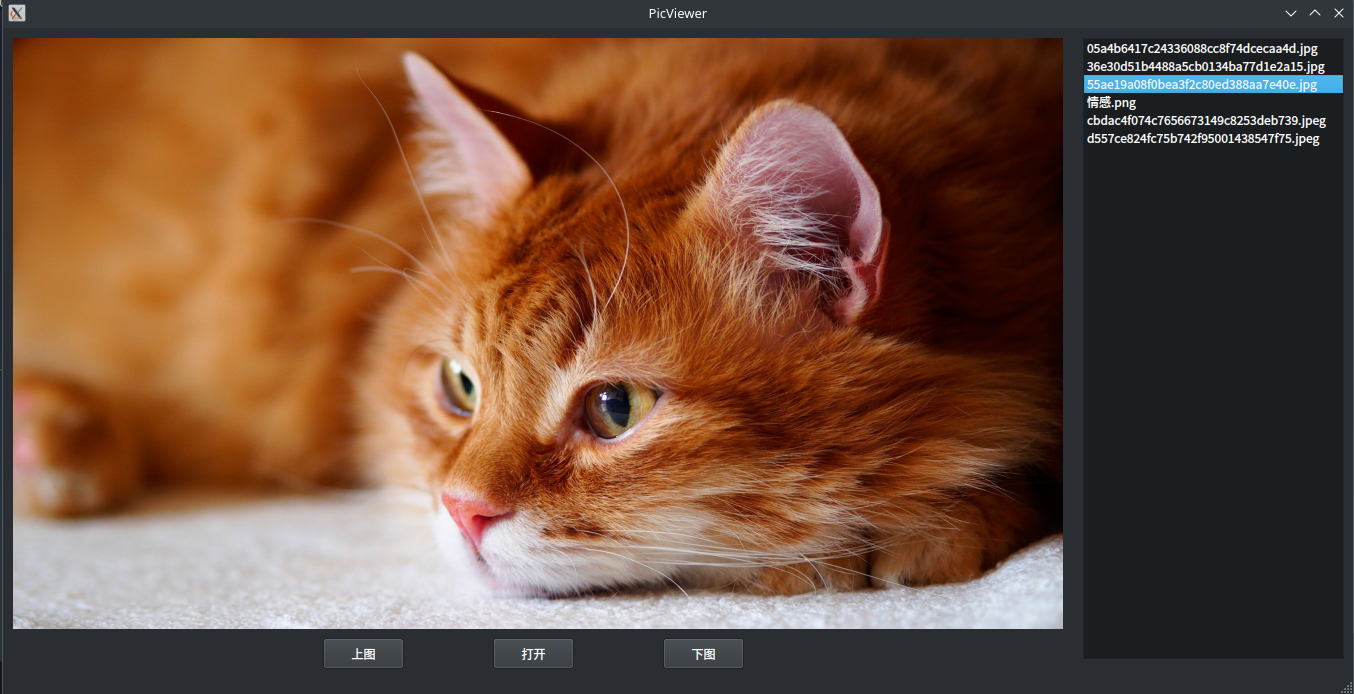 PicViewer
05a4b6417c24336088cc8f74dcecaa4d.jpg
36e30d51b4488a5cb0134ba77d1e2a15.jpg
55ae19a08f0bea3f2c80ed388aa7e40e.jpg
情感.png
cbdac4f074c7656673149c8253deb739.jpeg
d557ce824fc75b742f95001438547f75.jpeg
上图
打开
下图